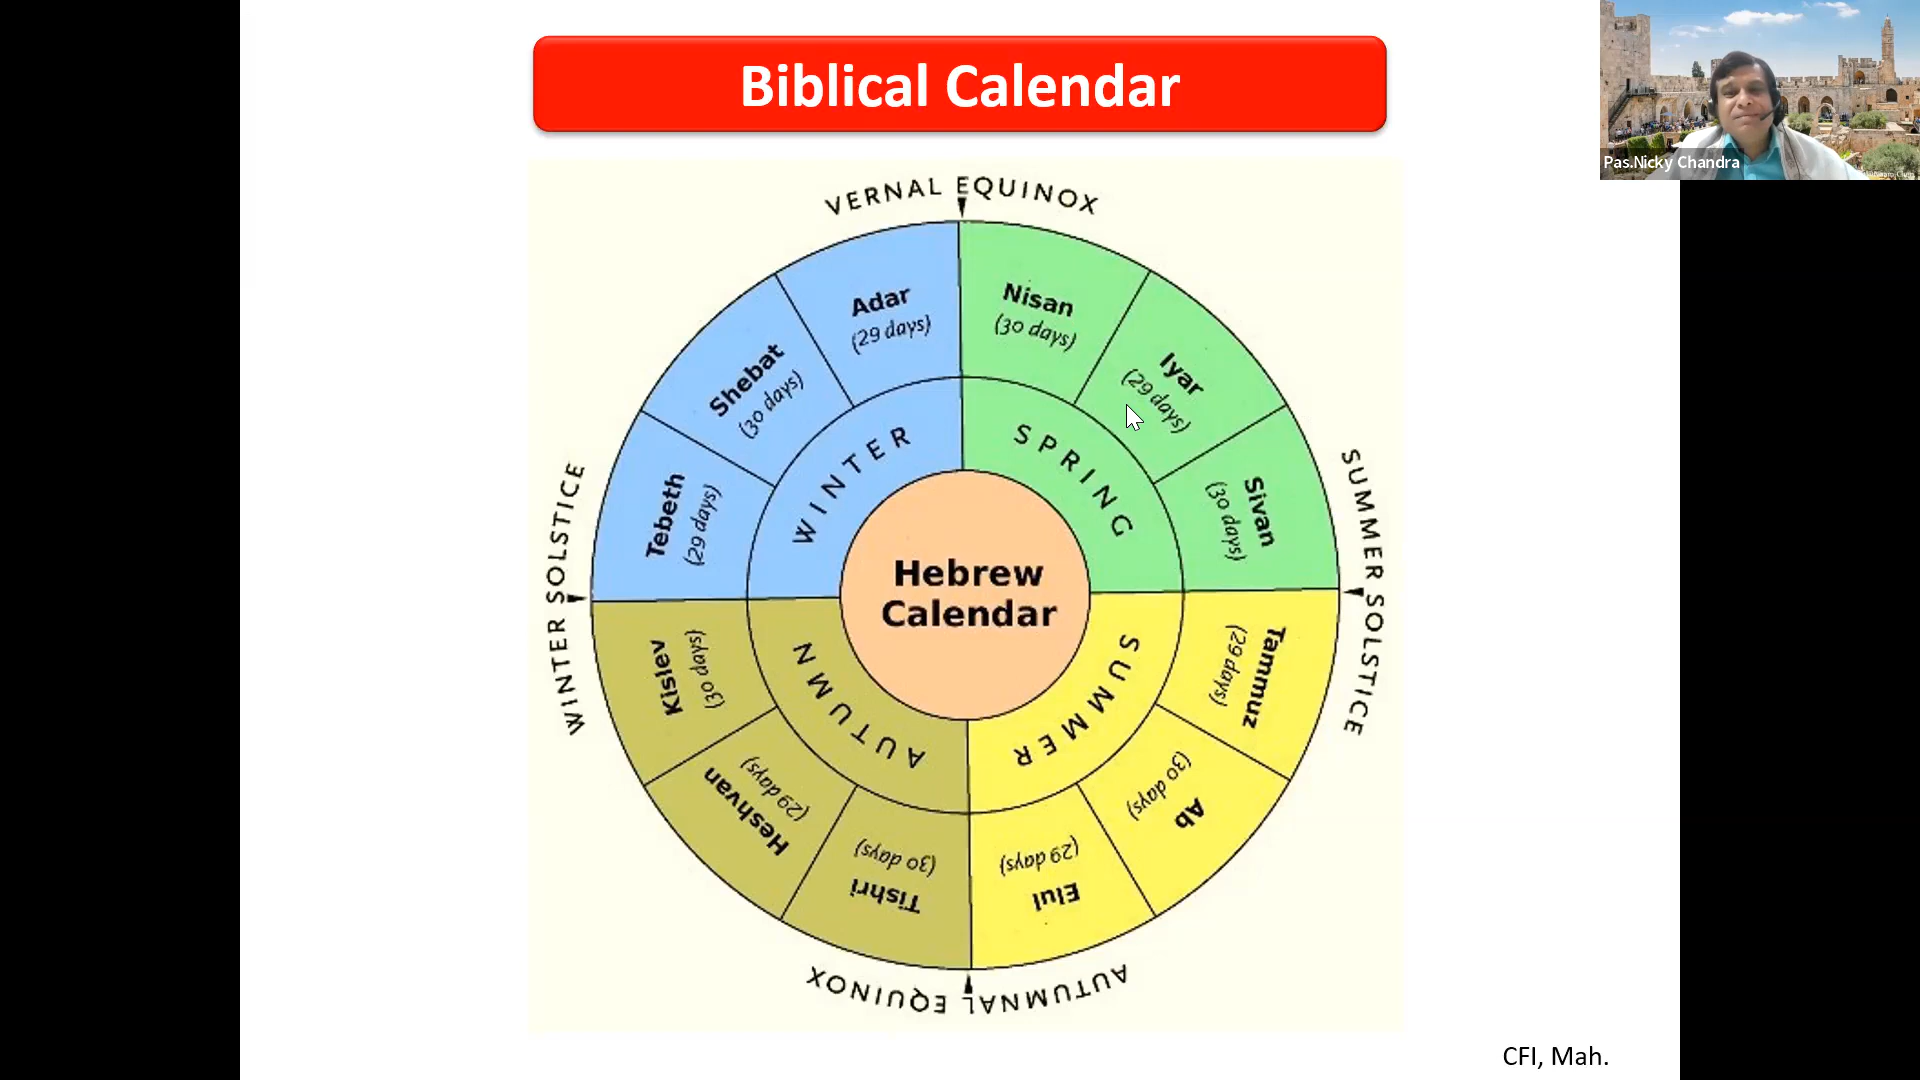 Biblical Calendar
Pas.Nicky Chandra
VERNAL EQUINOX
Nisan
(30 days)
Iyar
(29 days)
Sivan
(30 days)
SPRING
SUMMER SOLSTICE
Tammuz
(29 days)
Ab
(30 days)
Elul
(29 days)
SUMMER
AUTUMNAL EQUINOX
Tishri
(30 days)
Heshvan
(29 days)
Kislev
(30 days)
AUTUMN
WINTER SOLSTICE
Tebeth
(29 days)
Shebat
(30 days)
Adar
(29 days)
WINTER
Hebrew
Calendar
CFI, Mah.